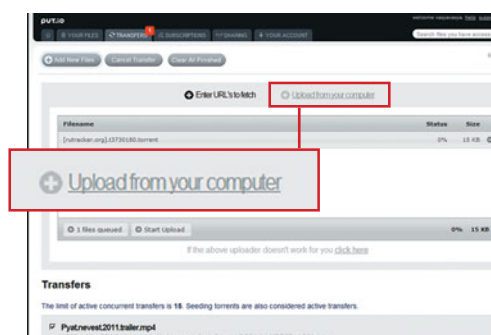 put.io
welcome vaqavaqa help
YOUR FILES TRANSFERS SUBSCRIPTIONS SHARING YOUR ACCOUNT Search files you have
Add New Files Cancel Transfer Clear All Finished
Enter URL's to fetch Upload from your computer
Filename Status Size
[rutracker.org].t3730180.torrent 0% 15 KB
Upload from your computer
1 files queued Start Upload 0% 15 KB
If the above uploader doesn't work for you click here
Transfers
The limit of active concurrent transfers is 15. Seeding torrents are also considered active transfers.
Pyat.nevest.2011.trailer.mp4